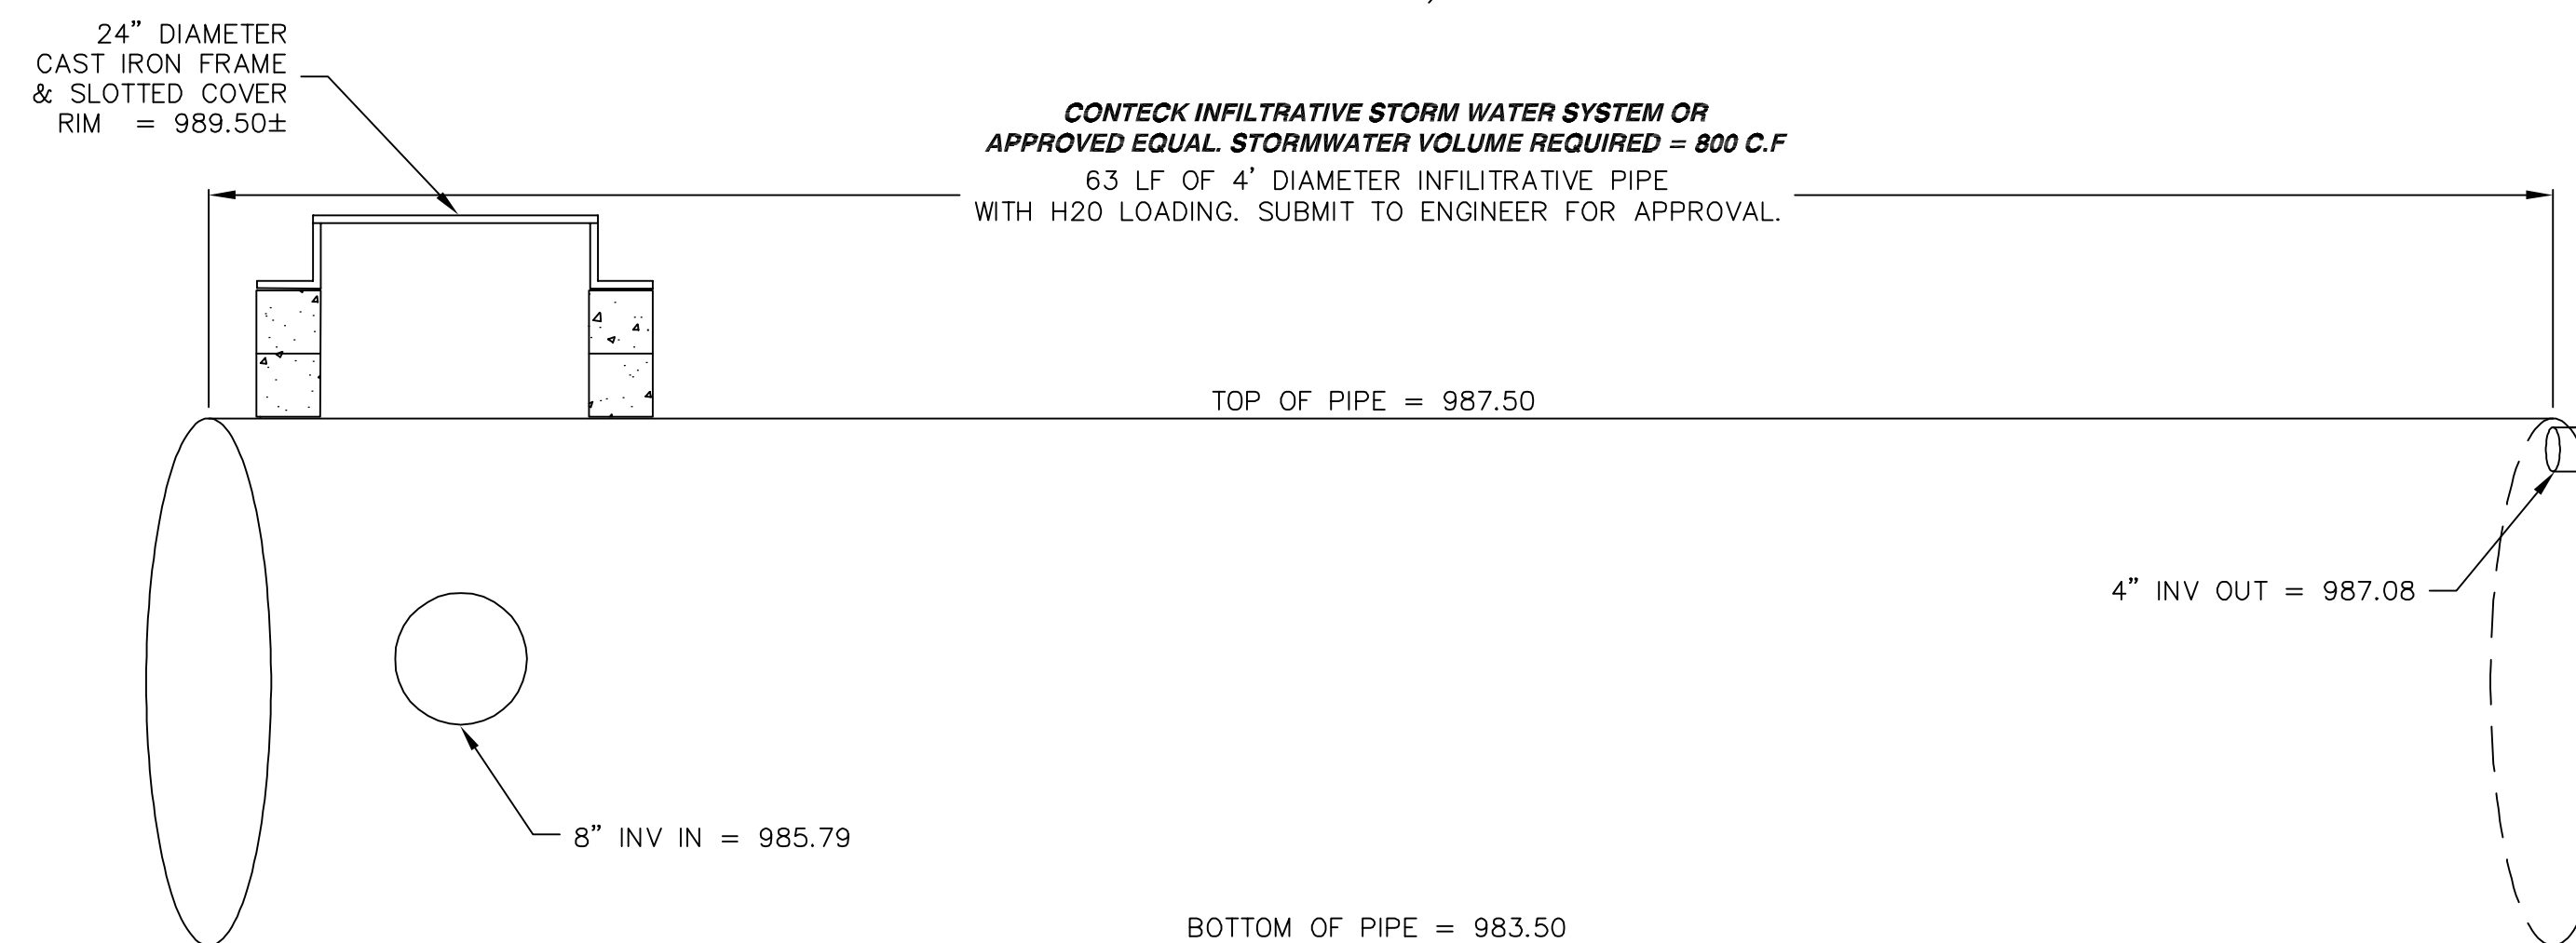 24” DIAMETER
CAST IRON FRAME
& SLOTTED COVER
RIM = 989.50±
CONTECK INFILTRATIVE STORM WATER SYSTEM OR
APPROVED EQUAL. STORMWATER VOLUME REQUIRED = 800 C.F
63 LF OF 4' DIAMETER INFILITRATIVE PIPE
WITH H20 LOADING. SUBMIT TO ENGINEER FOR APPROVAL.
TOP OF PIPE = 987.50
4” INV OUT = 987.08
8” INV IN = 985.79
BOTTOM OF PIPE = 983.50